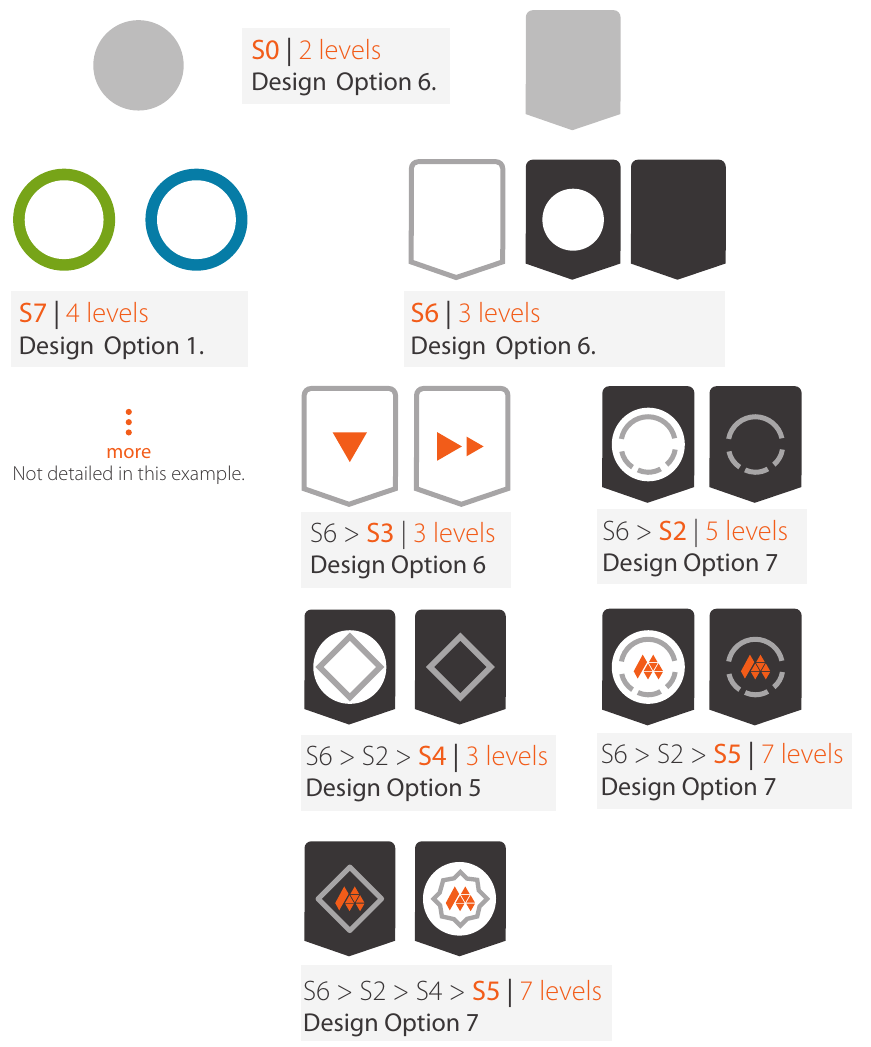 S0 | 2 levels
Design Option 6.
S7 | 4 levels
Design Option 1.
S6 | 3 levels
Design Option 6.
more
Not detailed in this example.
S6 > S3 | 3 levels
Design Option 6
S6 > S2 | 5 levels
Design Option 7
S6 > S2 > S4 | 3 levels
Design Option 5
S6 > S2 > S5 | 7 levels
Design Option 7
S6 > S2 > S4 > S5 | 7 levels
Design Option 7